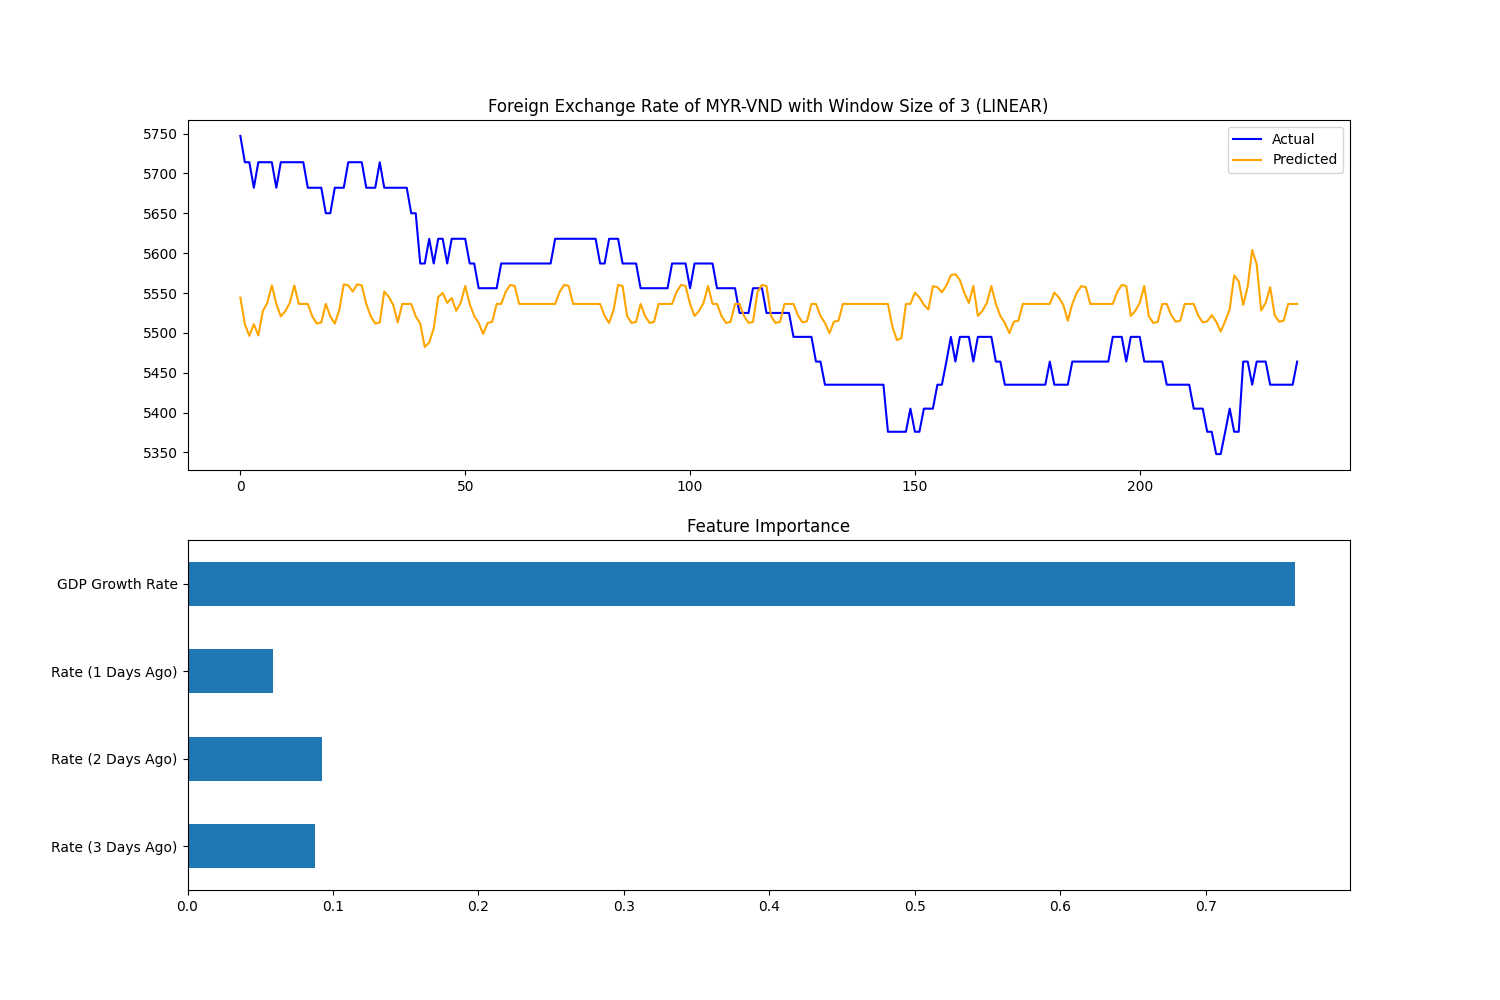 Foreign Exchange Rate of MYR-VND with Window Size of 3 (LINEAR)
5750
5700
5650
5600
5550
5500
5450
5400
5350
Actual
Predicted
0
50
100
150
200
Feature Importance
GDP Growth Rate
Rate (1 Days Ago)
Rate (2 Days Ago)
Rate (3 Days Ago)
0.0
0.1
0.2
0.3
0.4
0.5
0.6
0.7